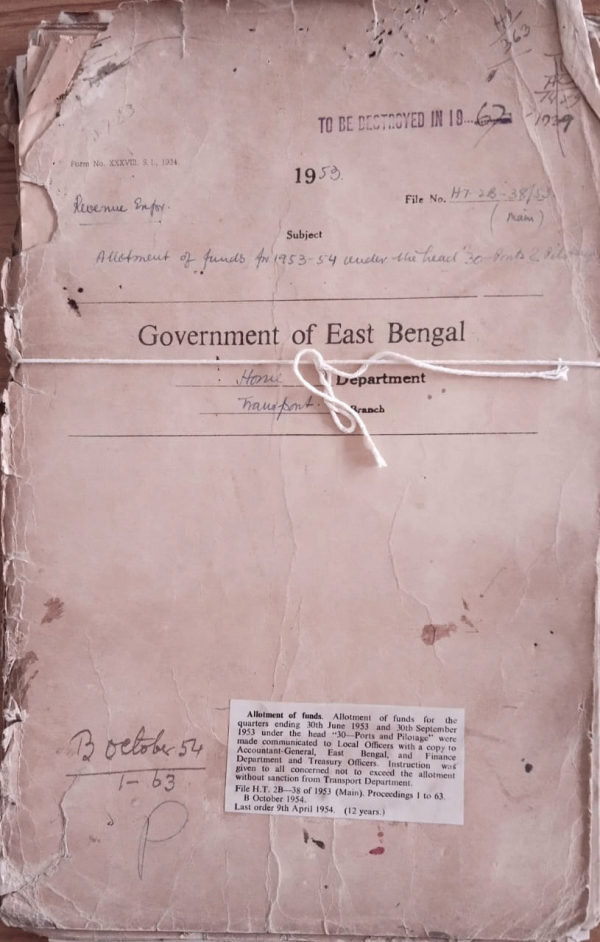 TO BE DESTROYED IN 19 62
1939
Form No. XXXVIII. S. I., 1924.
1953.
Revenue Expr.
File No. HT-2B-38/53
(Main)
Subject
Allotment of funds for 1953-54 under the head "30-Ports & Pilotage
Government of East Bengal
Home Department
Transport. Branch
B October 54
1-63
Allotment of funds. Allotment of funds for the
quarters ending 30th June 1953 and 30th September
1953 under the head "30—Ports and Pilotage" were
made communicated to Local Officers with a copy to
Accountant-General, East Bengal, and Finance
Department and Treasury Officers. Instruction was
given to all concerned not to exceed the allotment
without sanction from Transport Department.
File H.T. 2B—38 of 1953 (Main). Proceedings 1 to 63.
B October 1954.
Last order 9th April 1954. (12 years.)